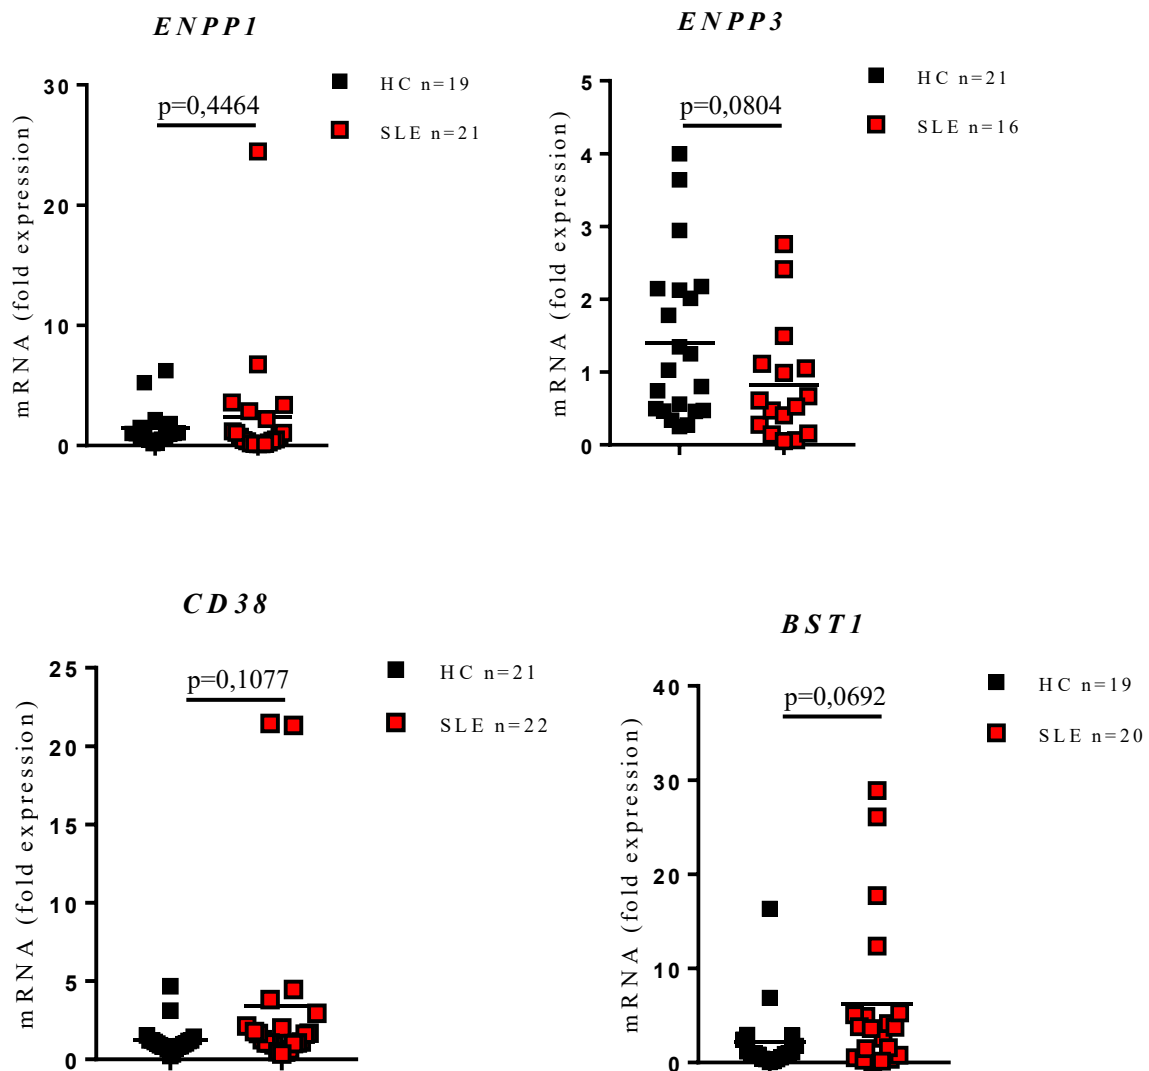 ENPP1
HC n=19
SLE n=21
p=0,4464
mRNA (fold expression)
30
20
10
0
ENPP3
HC n=21
SLE n=16
p=0,0804
mRNA (fold expression)
5
4
3
2
1
0
CD38
HC n=21
SLE n=22
p=0,1077
mRNA (fold expression)
25
20
15
10
5
0
BST1
HC n=19
SLE n=20
p=0,0692
mRNA (fold expression)
40
30
20
10
0